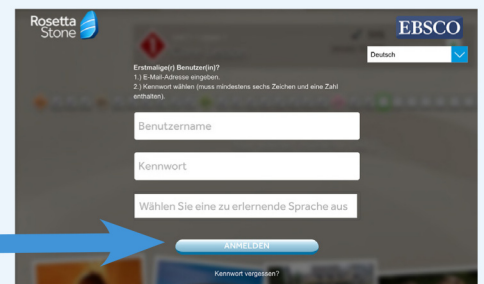 Rosetta Stone
EBSCO
Deutsch
Erstmalige(r) Benutzer(in)?
1.) E-Mail-Adresse eingeben.
2.) Kennwort wählen (muss mindestens sechs Zeichen und eine Zahl
enthalten).
Benutzername
Kennwort
Wählen Sie eine zu erlernende Sprache aus
ANMELDEN
Kennwort vergessen?